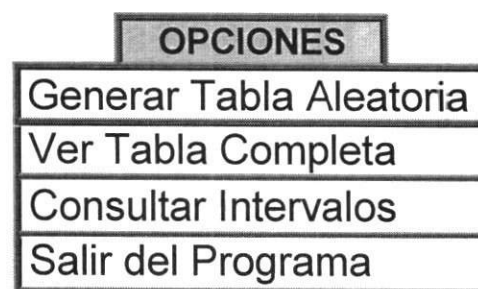 OPCIONES
Generar Tabla Aleatoria
Ver Tabla Completa
Consultar Intervalos
Salir del Programa